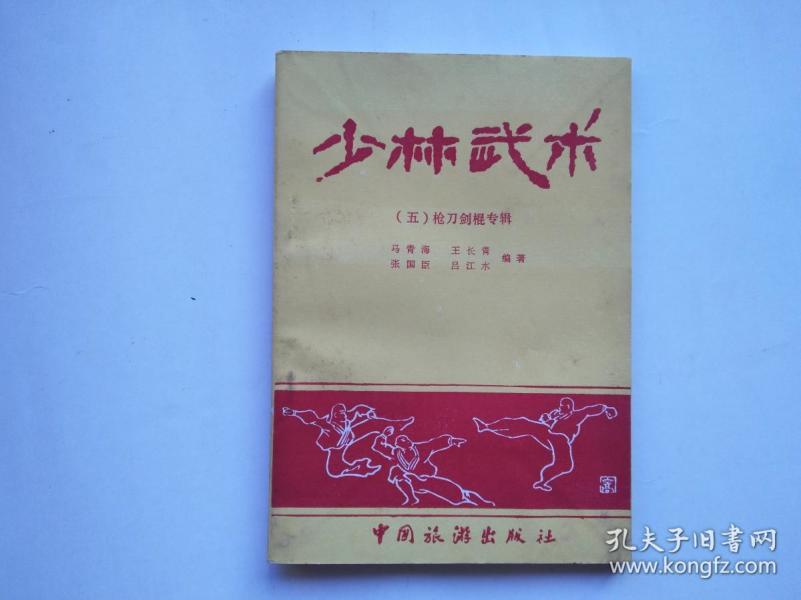 少林武术
（五）枪刀剑棍专辑
马青海 王长青
张国臣 吕江水 编著
中国旅游出版社
孔夫子旧书网
www.kongfz.com